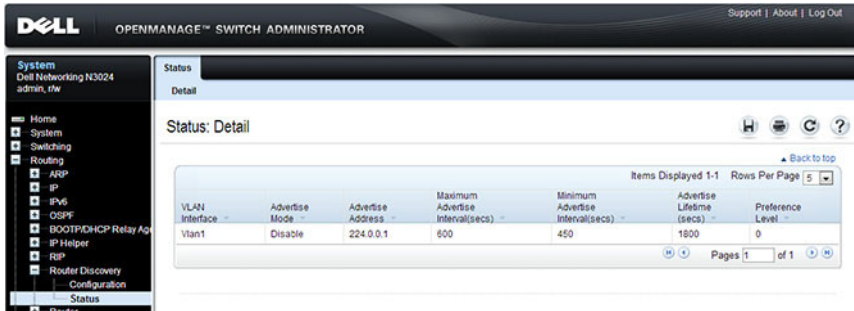 Support | About | Log Out
DELL OPENMANAGE™ SWITCH ADMINISTRATOR
System
Dell Networking N3024
admin, r/w
Home
System
Switching
Routing
ARP
IP
IPv6
OSPF
BOOTP/DHCP Relay Age
IP Helper
RIP
Router Discovery
Configuration
Status
Router
Status
Detail
Status: Detail
Back to top
Items Displayed 1-1 Rows Per Page 5
VLAN Interface Advertise Mode Advertise Address Maximum Advertise Interval(secs) Minimum Advertise Interval(secs) Advertise Lifetime (secs) Preference Level
Vlan1 Disable 224.0.0.1 600 450 1800 0
Pages 1 of 1